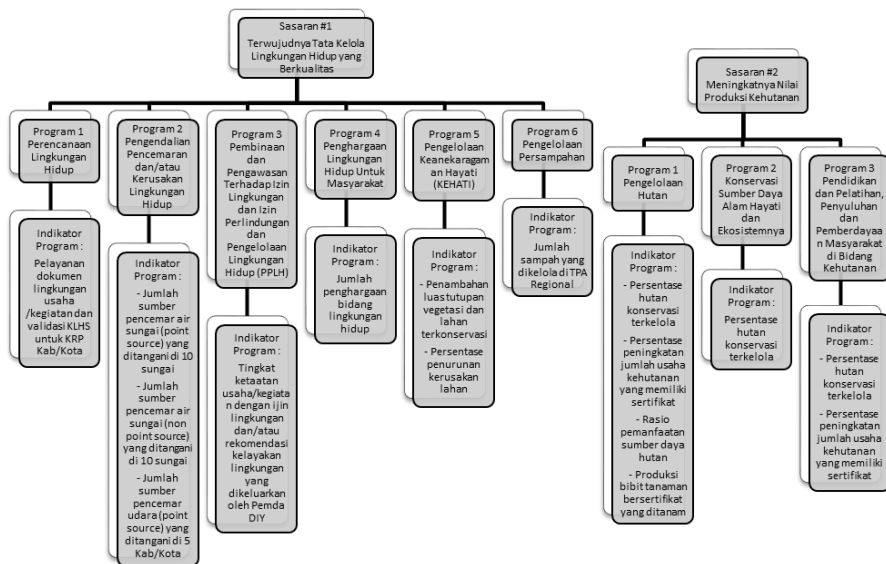 Sasaran #1
Terwujudnya Tata Kelola
Lingkungan Hidup yang
Berkualitas
Program 1
Perencanaan
Lingkungan
Hidup
Indikator
Program :
Pelayanan
dokumen
lingkungan
usaha
/kegiatan dan
validasi KLHS
untuk KRP
Kab/Kota
Program 2
Pengendalian
Pencemaran
dan/atau
Kerusakan
Lingkungan
Hidup
Indikator
Program :
- Jumlah sumber
pencemar air
sungai (point
source) yang
ditangani di 10
sungai
- Jumlah
sumber
pencemar air
sungai (non
point source)
yang ditangani
di 10 sungai
- Jumlah
sumber
pencemar
udara (point
source) yang
ditangani di 5
Kab/Kota
Program 3
Pembinaan
dan
Pengawasan
Terhadap Izin
Lingkungan
dan Izin
Perlindungan
dan
Pengelolaan
Lingkungan
Hidup (PPLH)
Indikator
Program :
Tingkat
ketaatan
usaha/kegiata
n dengan ijin
lingkungan
dan/atau
rekomendasi
kelayakan
lingkungan
yang
dikeluarkan
oleh Pemda
DIY
Program 4
Penghargaan
Lingkungan
Hidup Untuk
Masyarakat
Indikator
Program :
Jumlah
penghargaan
bidang
lingkungan
hidup
Program 5
Pengelolaan
Keanekaragam
an Hayati
(KEHATI)
Indikator
Program :
- Penambahan
luas tutupan
vegetasi dan
lahan
terkonservasi
- Persentase
penurunan
kerusakan
lahan
Program 6
Pengelolaan
Persampahan
Indikator
Program :
Jumlah
sampah yang
dikelola di TPA
Regional
Sasaran #2
Meningkatnya Nilai
Produksi Kehutanan
Program 1
Pengelolaan
Hutan
Indikator
Program :
- Persentase
hutan
konservasi
terkelola
- Persentase
peningkatan
jumlah usaha
kehutanan
yang memiliki
sertifikat
- Rasio
pemanfaatan
sumber daya
hutan
- Produksi
bibit tanaman
bersertifikat
yang ditanam
Program 2
Konservasi
Sumber Daya
Alam Hayati
dan
Ekosistemnya
Indikator
Program :
Persentase
hutan
konservasi
terkelola
Program 3
Pendidikan
dan Pelatihan,
Penyuluhan
dan
Pemberdayaa
n Masyarakat
di Bidang
Kehutanan
Indikator
Program :
- Persentase
hutan
konservasi
terkelola
- Persentase
peningkatan
jumlah usaha
kehutanan
yang memiliki
sertifikat